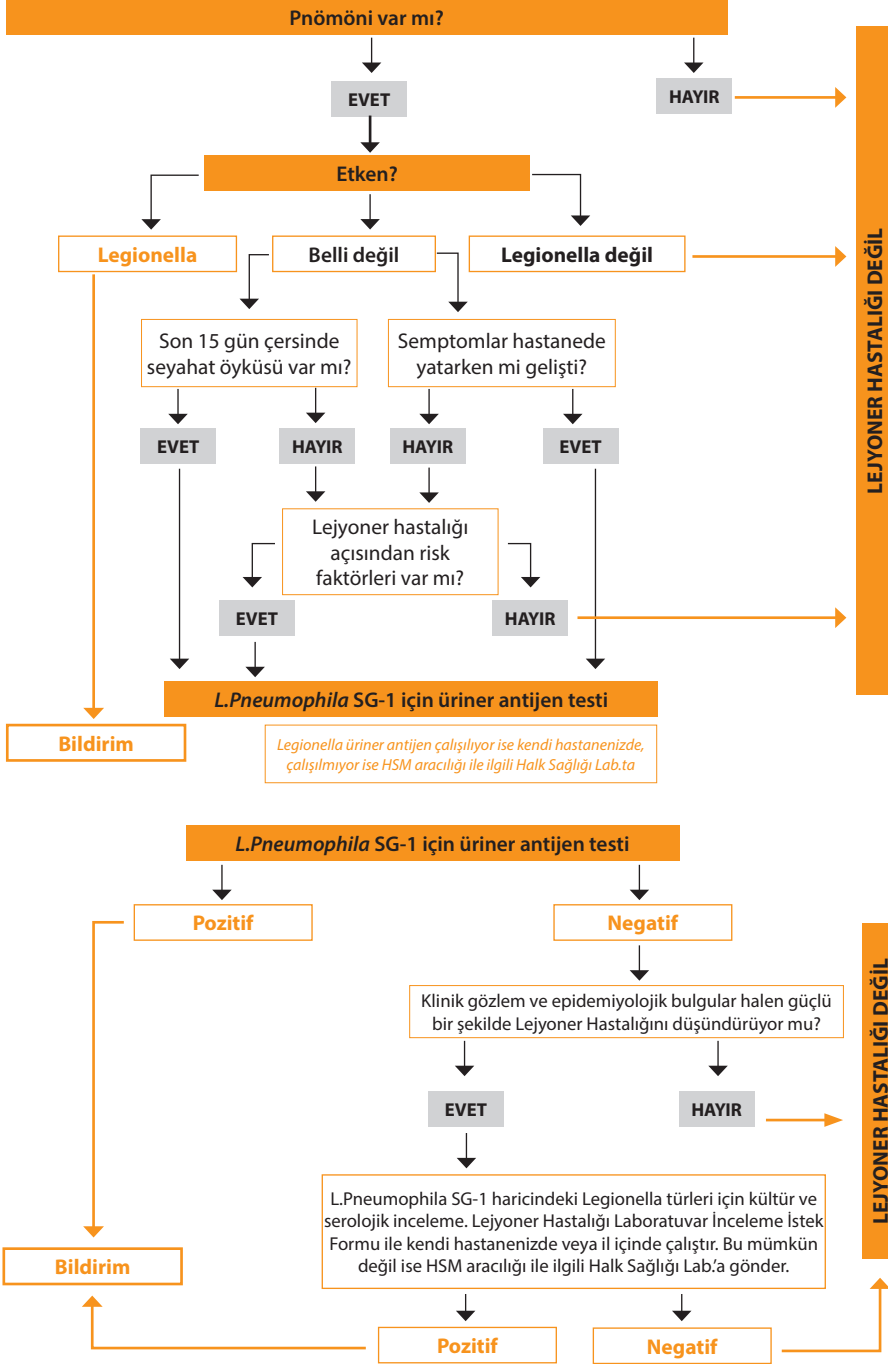 Pnömöni var mı?
EVET
HAYIR
Etken?
Legionella
Belli değil
Legionella değil
LEJYONER HASTALIĞI DEĞİL
Son 15 gün çersinde
seyahat öyküsü var mı?
Semptomlar hastanede
yatarken mi gelişti?
EVET
HAYIR
HAYIR
EVET
Lejyoner hastalığı
açısından risk
faktörleri var mı?
EVET
HAYIR
L.Pneumophila SG-1 için üriner antijen testi
Bildirim
Legionella üriner antijen çalışılıyor ise kendi hastanenizde,
çalışılmıyor ise HSM aracılığı ile ilgili Halk Sağlığı Lab.ta
L.Pneumophila SG-1 için üriner antijen testi
Pozitif
Negatif
Klinik gözlem ve epidemiyolojik bulgular halen güçlü
bir şekilde Lejyoner Hastalığını düşündürüyor mu?
EVET
HAYIR
LEJYONER HASTALIĞI DEĞİL
L.Pneumophila SG-1 haricindeki Legionella türleri için kültür ve
serolojik inceleme. Lejyoner Hastalığı Laboratuvar İnceleme İstek
Formu ile kendi hastanenizde veya il içinde çalıştır. Bu mümkün
değil ise HSM aracılığı ile ilgili Halk Sağlığı Lab.'a gönder.
Bildirim
Pozitif
Negatif